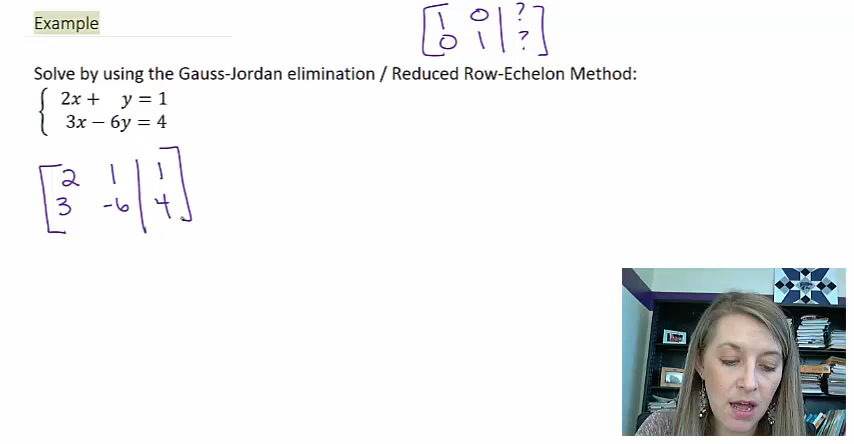 Example
[1 0 | ?
0 1 | ?]
Solve by using the Gauss-Jordan elimination / Reduced Row-Echelon Method:
{ 2x + y = 1
3x − 6y = 4
[2 1 | 1
3 -6 | 4]